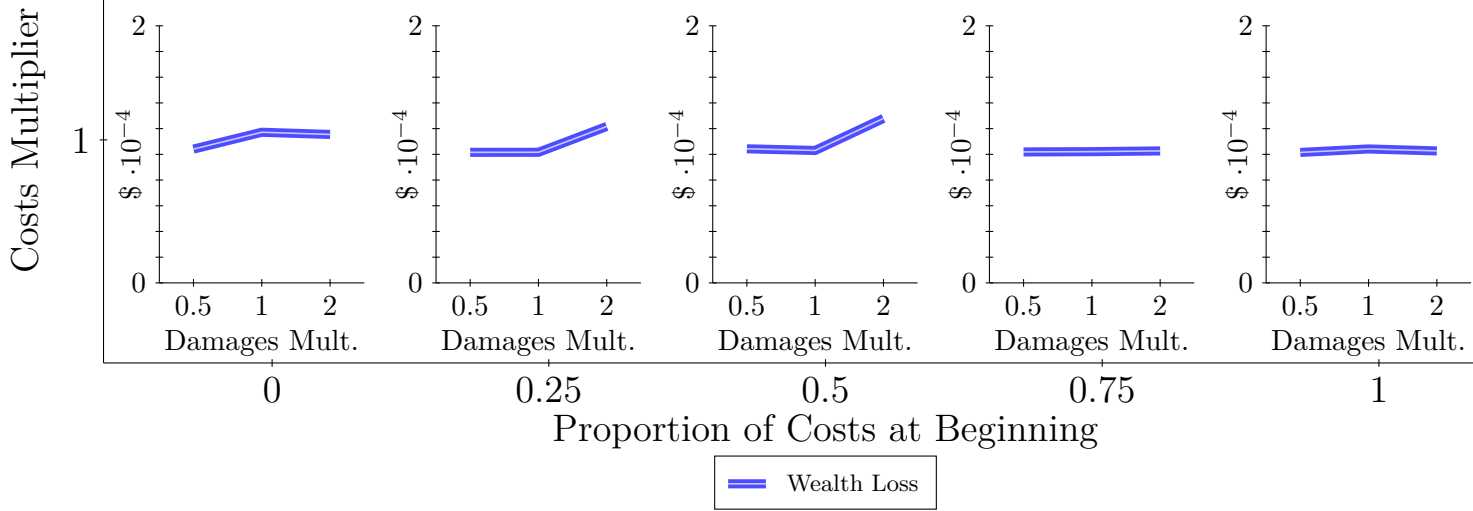 Costs Multiplier
1
2
0
$ ·10⁻⁴
0.5 1 2
Damages Mult.
2
0
$ ·10⁻⁴
0.5 1 2
Damages Mult.
2
0
$ ·10⁻⁴
0.5 1 2
Damages Mult.
2
0
$ ·10⁻⁴
0.5 1 2
Damages Mult.
2
0
$ ·10⁻⁴
0.5 1 2
Damages Mult.
0 0.25 0.5 0.75 1
Proportion of Costs at Beginning
Wealth Loss